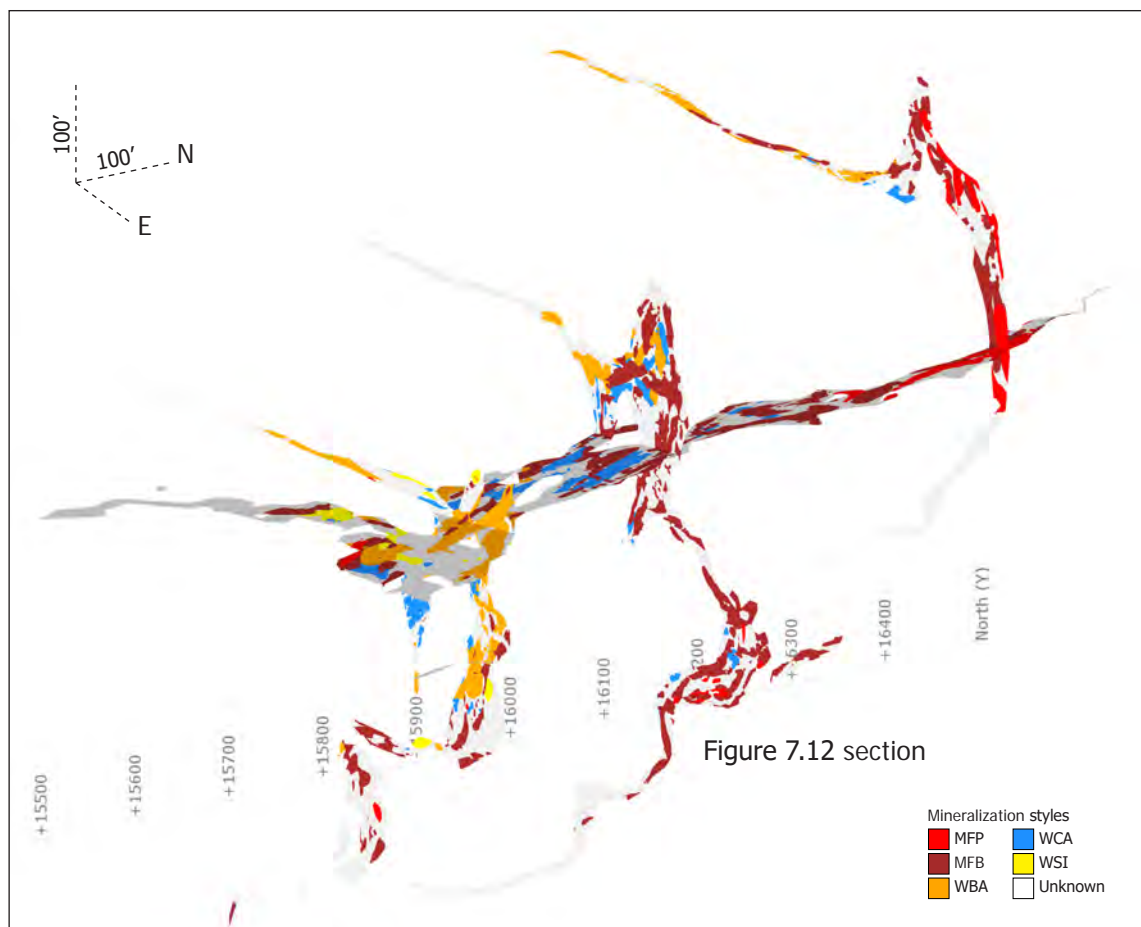 100'
100'
N
E
North (Y)
+16400
+16300
200
+16100
+16000
5900
+15800
+15700
+15600
+15500
Figure 7.12 section
Mineralization styles
MFP
WCA
MFB
WSI
WBA
Unknown